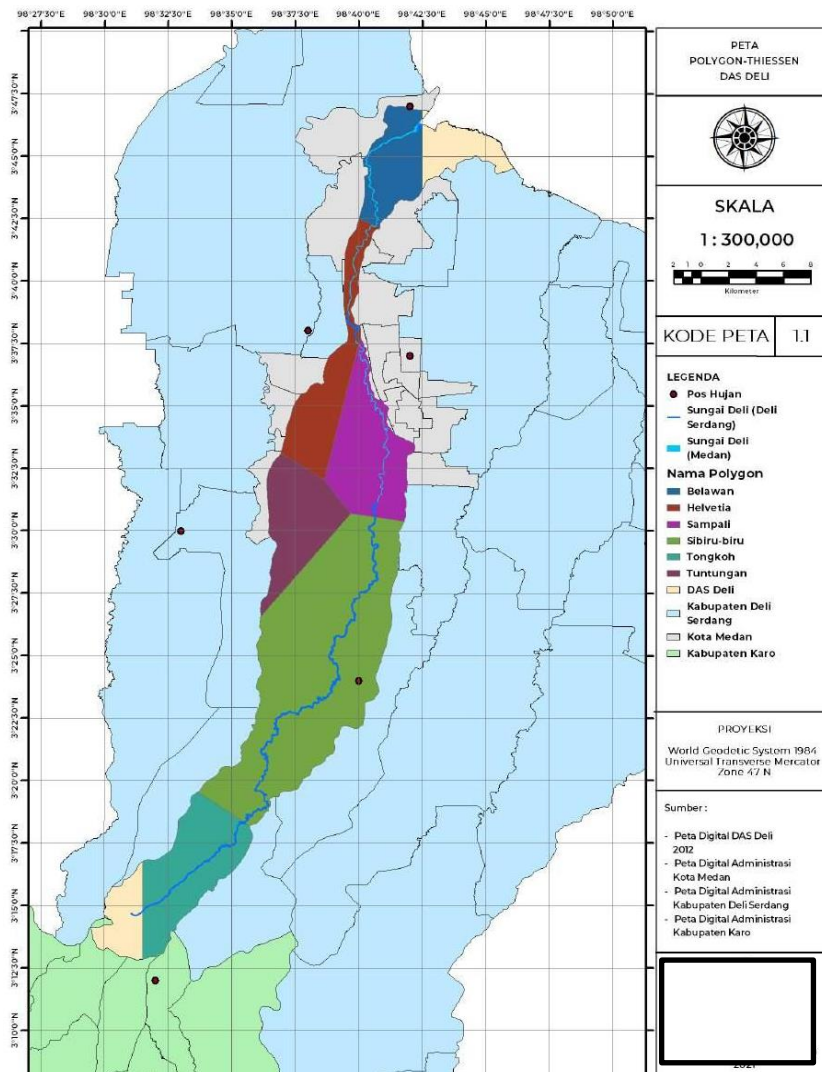 98°27'30"E 98°30'0"E 98°32'30"E 98°35'0"E 98°37'30"E 98°40'0"E 98°42'30"E 98°45'0"E 98°47'30"E 98°50'0"E
3°47'30"N
3°45'0"N
3°42'30"N
3°40'0"N
3°37'30"N
3°35'0"N
3°32'30"N
3°30'0"N
3°27'30"N
3°25'0"N
3°22'30"N
3°20'0"N
3°17'30"N
3°15'0"N
3°12'30"N
3°10'0"N
PETA
POLYGON-THIESSEN
DAS DELI
SKALA
1 : 300,000
2 1 0 2 4 6 8
Kilometer
KODE PETA 1.1
LEGENDA
Pos Hujan
Sungai Deli (Deli
Serdang)
Sungai Deli
(Medan)
Nama Polygon
Belawan
Helvetia
Sampali
Sibiru-biru
Tongkoh
Tuntungan
DAS Deli
Kabupaten Deli
Serdang
Kota Medan
Kabupaten Karo
PROYEKSI
World Geodetic System 1984
Universal Transverse Mercator
Zone 47 N
Sumber :
- Peta Digital DAS Deli
2012
- Peta Digital Administrasi
Kota Medan
- Peta Digital Administrasi
Kabupaten Deli Serdang
- Peta Digital Administrasi
Kabupaten Karo